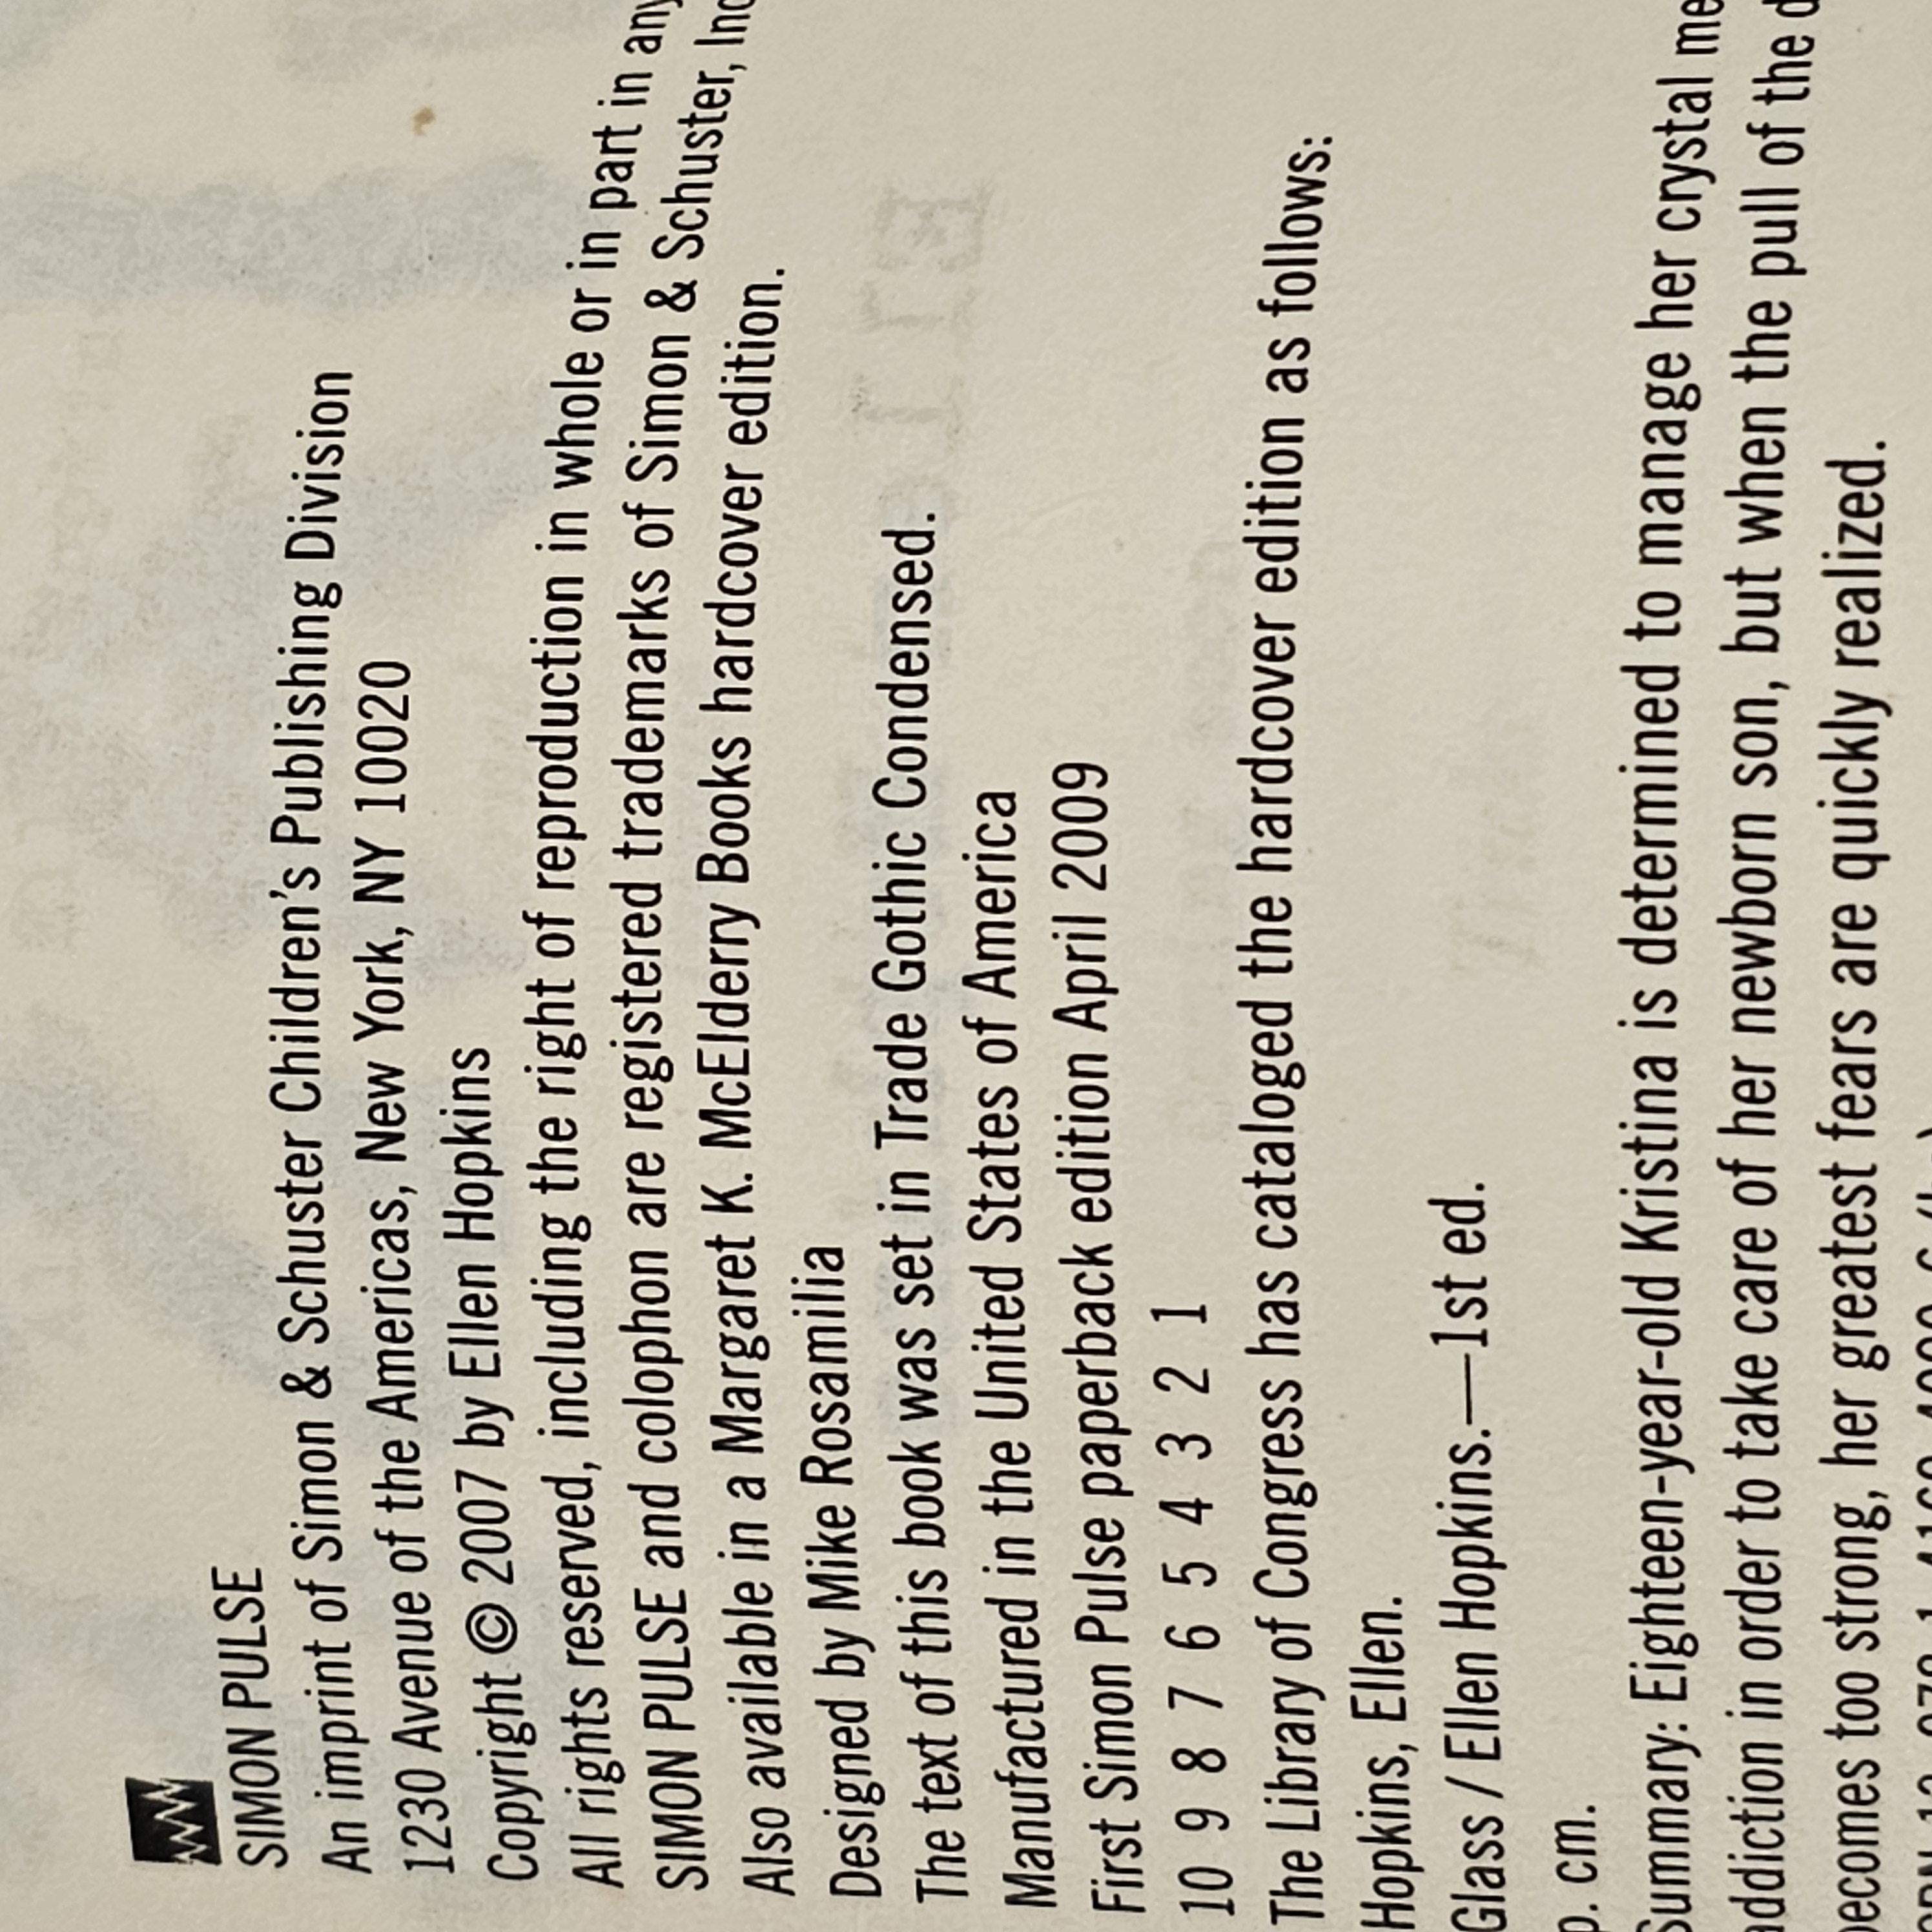 SIMON PULSE
An imprint of Simon & Schuster Children's Publishing Division
1230 Avenue of the Americas, New York, NY 10020
Copyright © 2007 by Ellen Hopkins
All rights reserved, including the right of reproduction in whole or in part in any
SIMON PULSE and colophon are registered trademarks of Simon & Schuster, Inc
Also available in a Margaret K. McElderry Books hardcover edition.
Designed by Mike Rosamilia
The text of this book was set in Trade Gothic Condensed.
Manufactured in the United States of America
First Simon Pulse paperback edition April 2009
10 9 8 7 6 5 4 3 2 1
The Library of Congress has cataloged the hardcover edition as follows:
Hopkins, Ellen.
Glass / Ellen Hopkins.—1st ed.
p. cm.
Summary: Eighteen-year-old Kristina is determined to manage her crystal me
addiction in order to take care of her newborn son, but when the pull of the d
becomes too strong, her greatest fears are quickly realized.